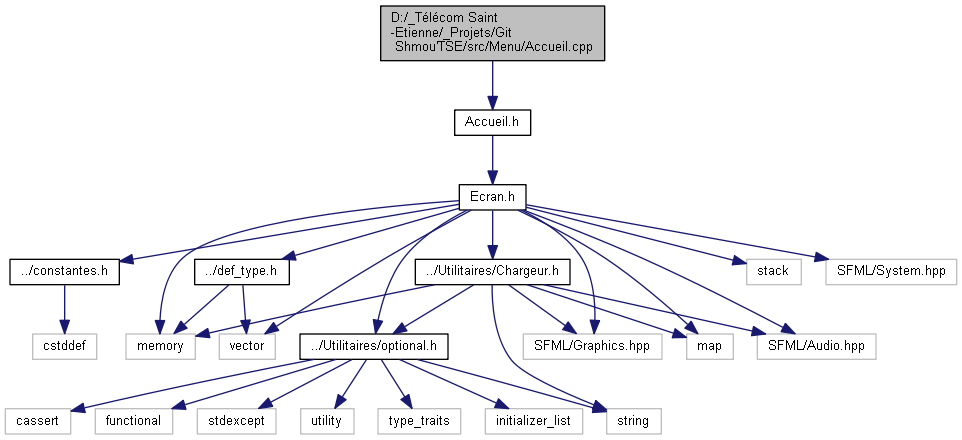 D:/_Télécom Saint
-Etienne/_Projets/Git
ShmouTSE/src/Menu/Accueil.cpp
Accueil.h
Ecran.h
../constantes.h
../def_type.h
../Utilitaires/Chargeur.h
stack
SFML/System.hpp
cstddef
memory
vector
../Utilitaires/optional.h
SFML/Graphics.hpp
map
SFML/Audio.hpp
cassert
functional
stdexcept
utility
type_traits
initializer_list
string